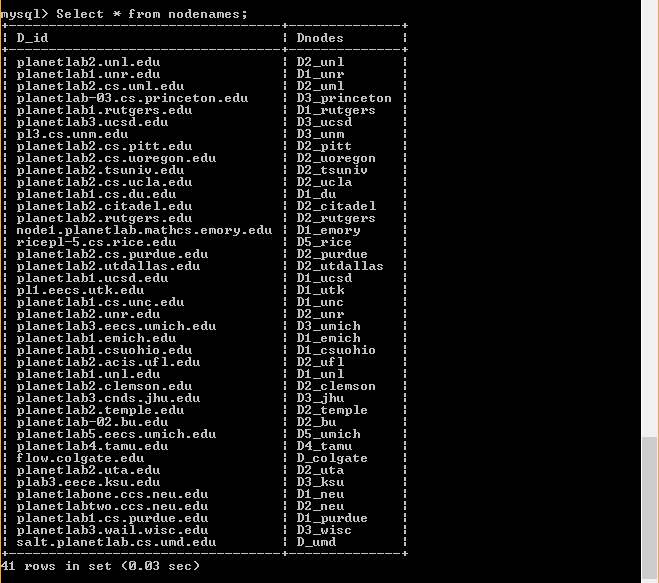 mysql> Select * from nodenames;
+---------------------------------+--------------+
| D_id                            | Dnodes       |
+---------------------------------+--------------+
| planetlab2.unl.edu              | D2_unl       |
| planetlab1.unr.edu              | D1_unr       |
| planetlab2.cs.uml.edu           | D2_uml       |
| planetlab-03.cs.princeton.edu   | D3_princeton |
| planetlab1.rutgers.edu          | D1_rutgers   |
| planetlab3.ucsd.edu             | D3_ucsd      |
| pl3.cs.unm.edu                  | D3_unm       |
| planetlab2.cs.pitt.edu          | D2_pitt      |
| planetlab2.cs.uoregon.edu       | D2_uoregon   |
| planetlab2.tsuniv.edu           | D2_tsuniv    |
| planetlab2.cs.ucla.edu          | D2_ucla      |
| planetlab1.cs.du.edu            | D1_du        |
| planetlab2.citadel.edu          | D2_citadel   |
| planetlab2.rutgers.edu          | D2_rutgers   |
| node1.planetlab.mathcs.emory.edu | D1_emory     |
| ricepl-5.cs.rice.edu            | D5_rice      |
| planetlab2.cs.purdue.edu        | D2_purdue    |
| planetlab2.utdallas.edu         | D2_utdallas  |
| planetlab1.ucsd.edu             | D1_ucsd      |
| pl1.eecs.utk.edu                | D1_utk       |
| planetlab1.cs.unc.edu           | D1_unc       |
| planetlab2.unr.edu              | D2_unr       |
| planetlab3.eecs.umich.edu       | D3_umich     |
| planetlab1.emich.edu            | D1_emich     |
| planetlab1.csuohio.edu          | D1_csuohio   |
| planetlab2.acis.ufl.edu         | D2_ufl       |
| planetlab1.unl.edu              | D1_unl       |
| planetlab2.clemson.edu          | D2_clemson   |
| planetlab3.cnds.jhu.edu         | D3_jhu       |
| planetlab2.temple.edu           | D2_temple    |
| planetlab-02.bu.edu             | D2_bu        |
| planetlab5.eecs.umich.edu       | D5_umich     |
| planetlab4.tamu.edu             | D4_tamu      |
| flow.colgate.edu                | D_colgate    |
| planetlab2.uta.edu              | D2_uta       |
| plab3.eece.ksu.edu              | D3_ksu       |
| planetlabone.ccs.neu.edu        | D1_neu       |
| planetlabtwo.ccs.neu.edu        | D2_neu       |
| planetlab1.cs.purdue.edu        | D1_purdue    |
| planetlab3.wail.wisc.edu        | D3_wisc      |
| salt.planetlab.cs.umd.edu       | D_umd        |
+---------------------------------+--------------+
41 rows in set (0.03 sec)